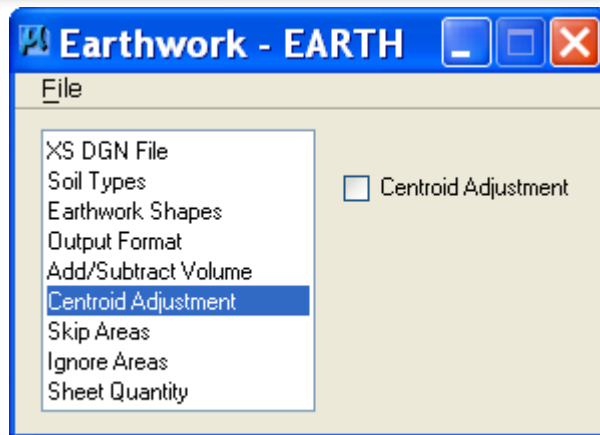 Earthwork - EARTH
File
XS DGN File
Soil Types
Earthwork Shapes
Output Format
Add/Subtract Volume
Centroid Adjustment
Skip Areas
Ignore Areas
Sheet Quantity
Centroid Adjustment